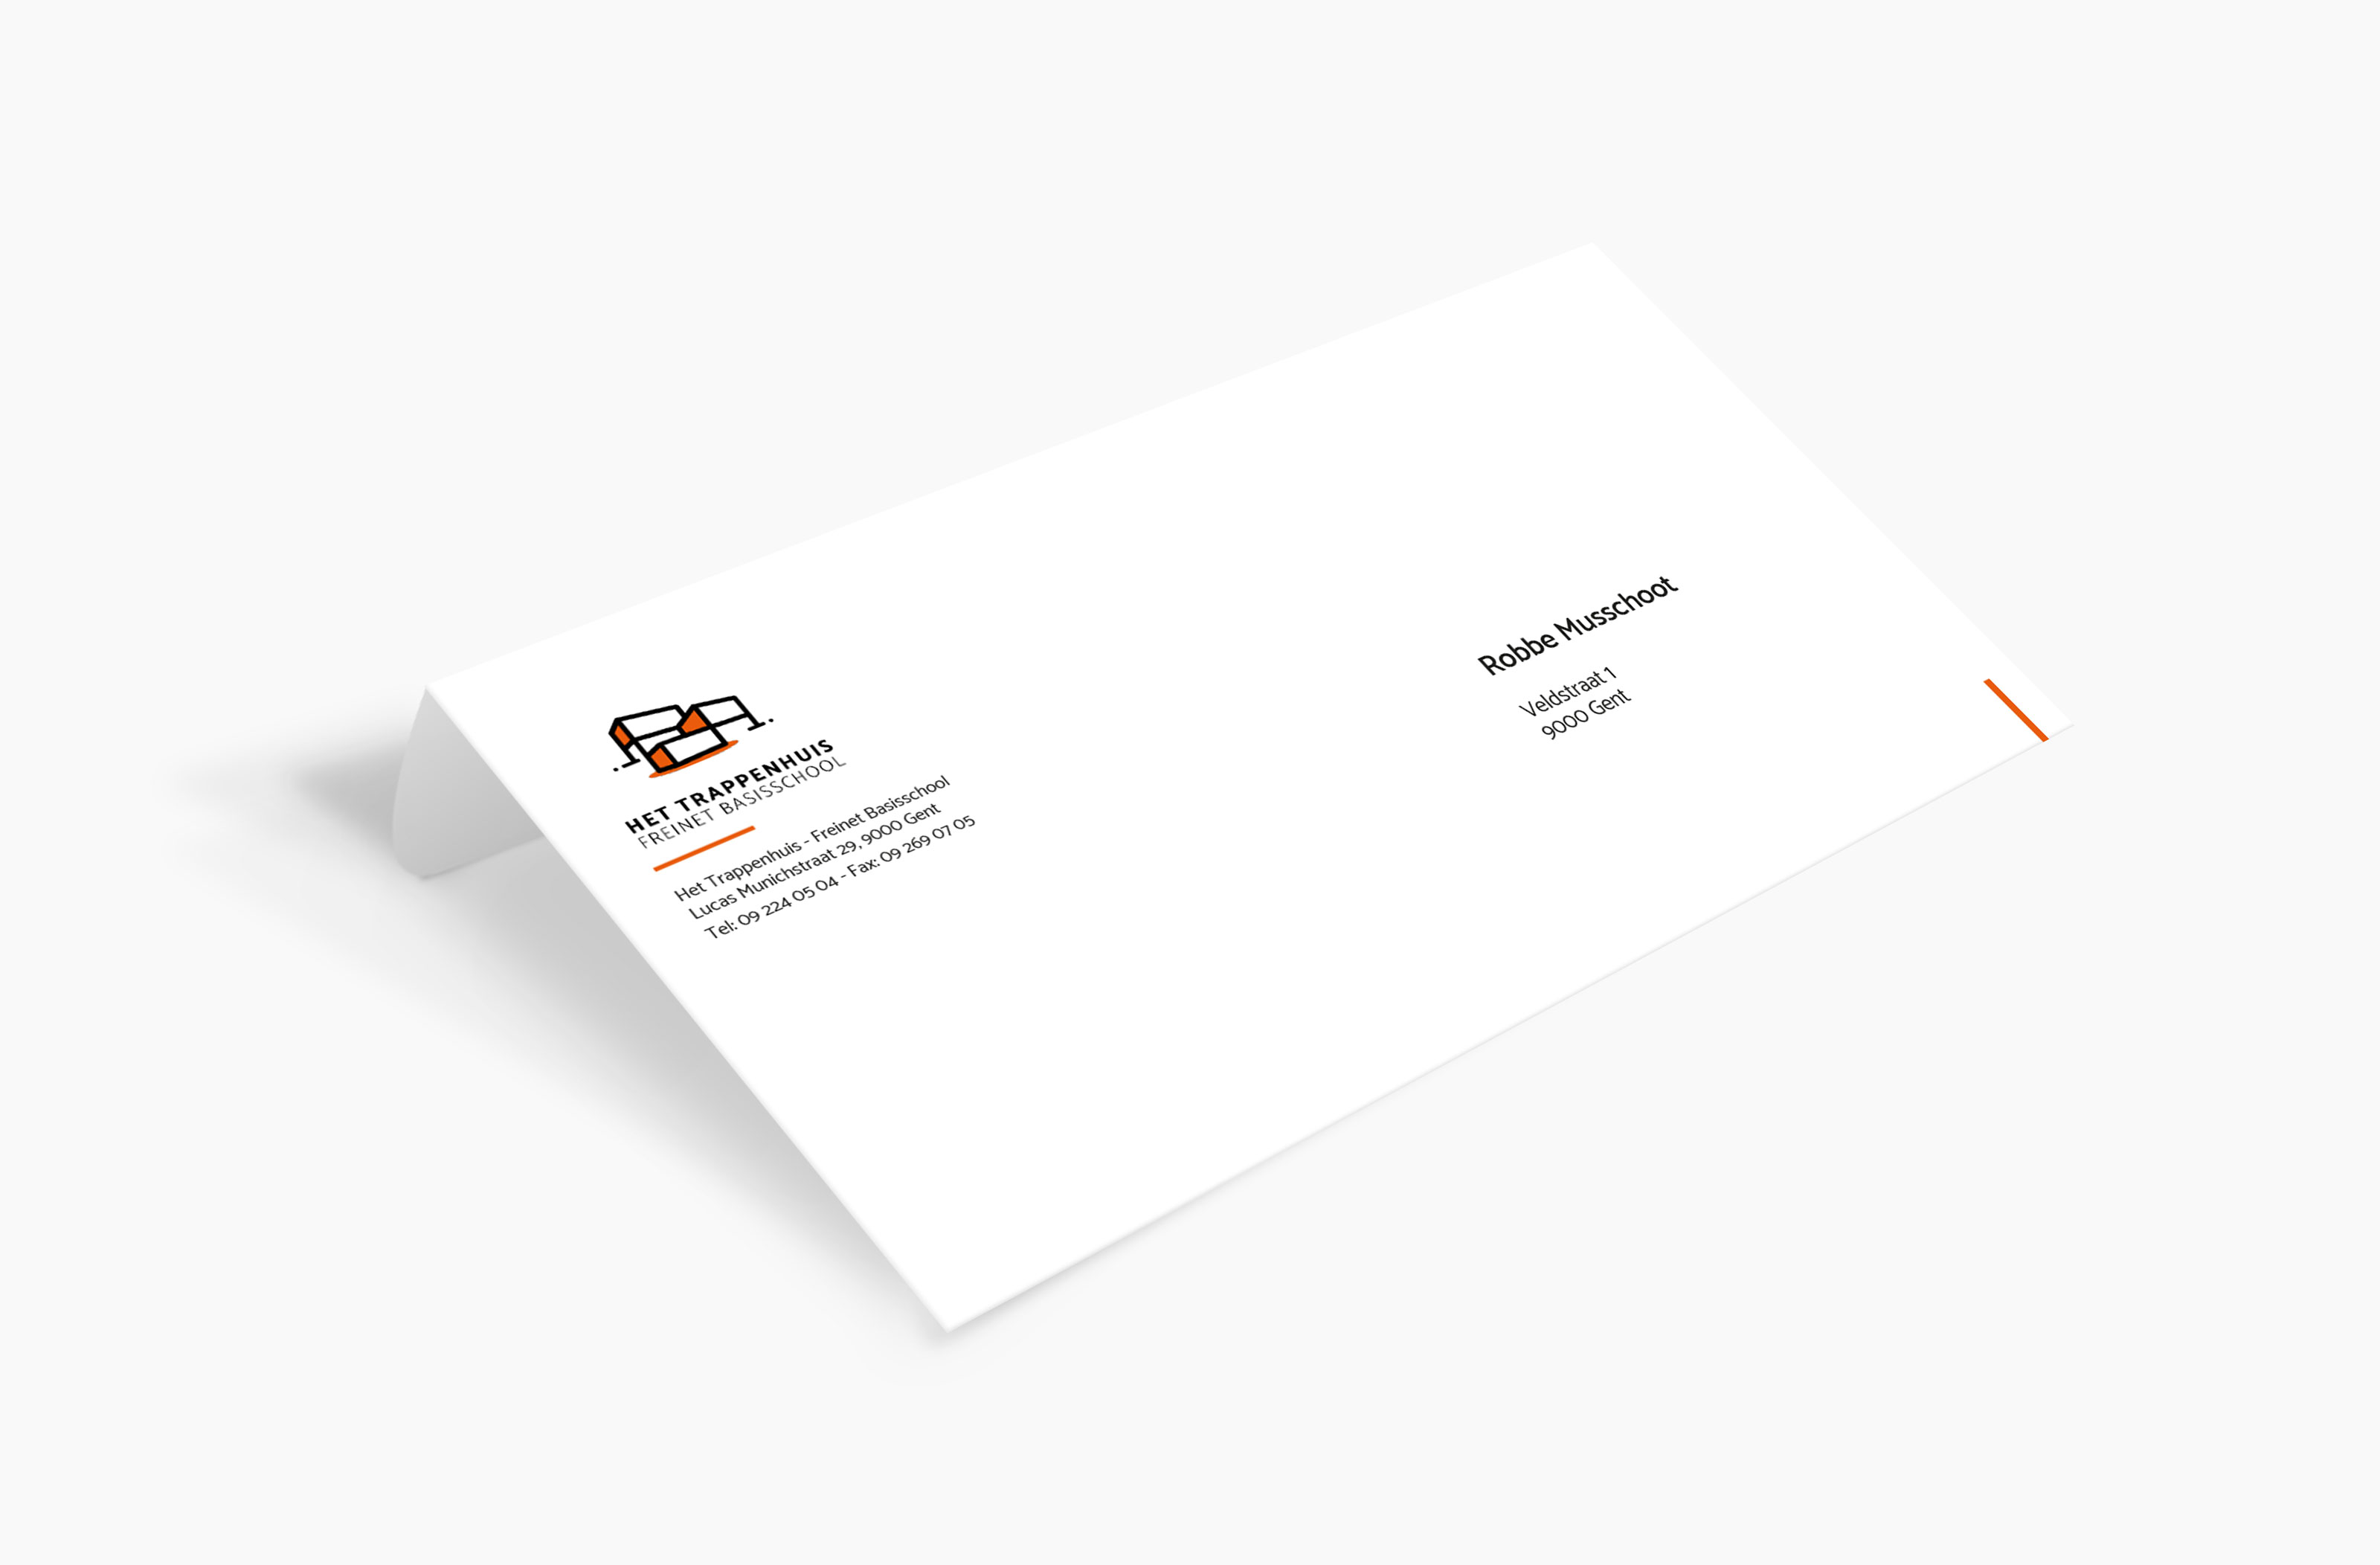 HET TRAPPENHUIS
FREINET BASISSCHOOL
Het Trappenhuis - Freinet Basisschool
Lucas Munichstraat 29, 9000 Gent
Tel: 09 224 05 04 - Fax: 09 269 07 05
Robbe Musschoot
Veldstraat 1
9000 Gent